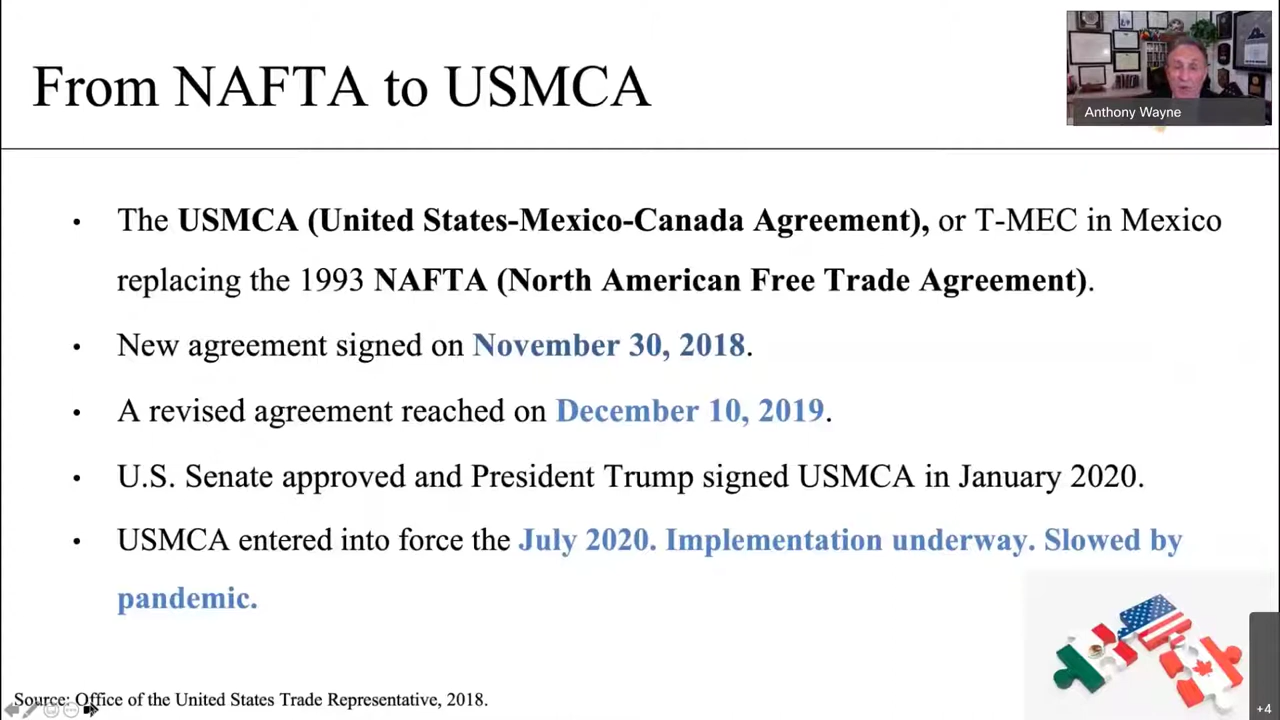 From NAFTA to USMCA
Anthony Wayne
• The USMCA (United States-Mexico-Canada Agreement), or T-MEC in Mexico
replacing the 1993 NAFTA (North American Free Trade Agreement).
• New agreement signed on November 30, 2018.
• A revised agreement reached on December 10, 2019.
• U.S. Senate approved and President Trump signed USMCA in January 2020.
• USMCA entered into force the July 2020. Implementation underway. Slowed by
pandemic.
Source: Office of the United States Trade Representative, 2018.
+4